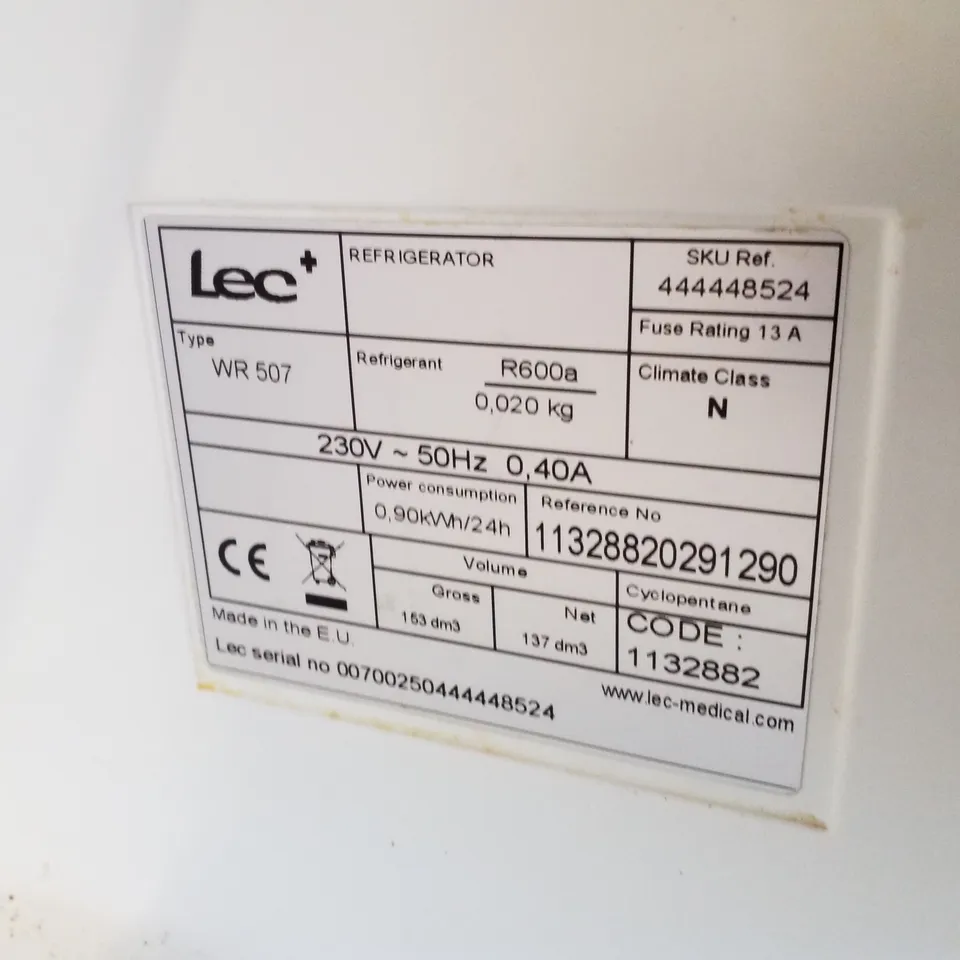 Lec+
REFRIGERATOR
SKU Ref.
444448524
Fuse Rating 13 A
Type
WR 507
Refrigerant
R600a
0,020 kg
Climate Class
N
230V ~ 50Hz 0,40A
Power consumption
0,90kWh/24h
Reference No
11328820291290
CE
Volume
Gross
153 dm3
Net
137 dm3
Cyclopentane
CODE :
1132882
Made in the E.U.
Lec serial no 00700250444448524
www.lec-medical.com